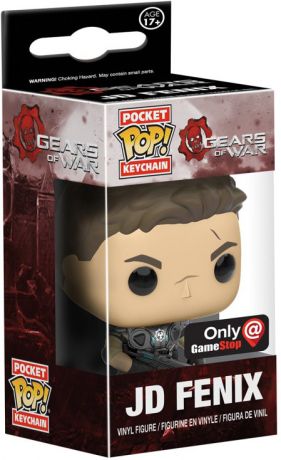 AGE
17+
WARNING: Choking Hazard. May contain small parts.
POCKET
POP!
KEYCHAIN
GEARS
OF WAR
GEARS
OF WAR
Only @
GameStop
POCKET
POP!
KEYCHAIN
JD FENIX
VINYL FIGURE / FIGURINE EN VINYLE / FIGURA DE VINIL